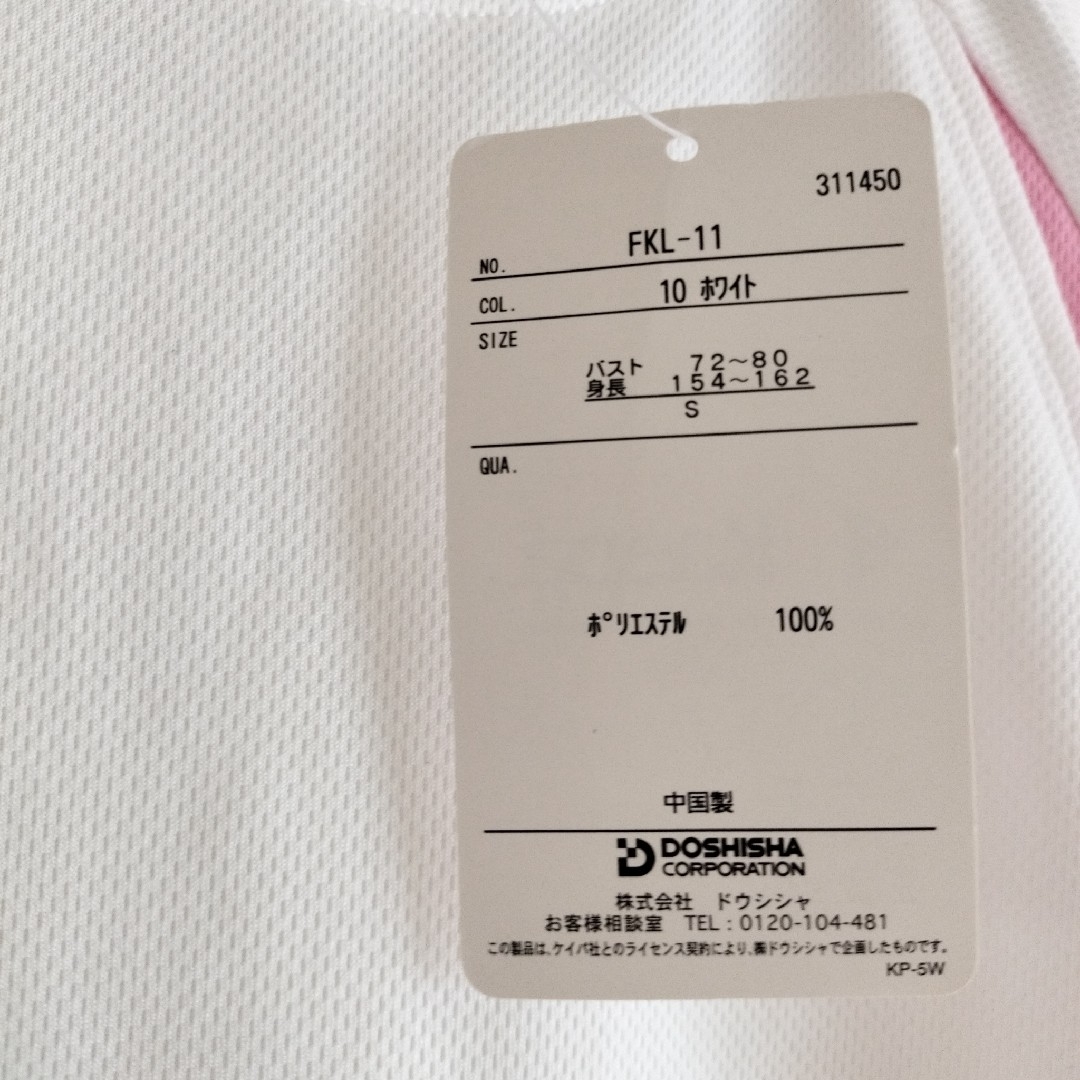 311450
NO. FKL-11
COL. 10 ホワイト
SIZE
バスト 72～80
身長 154～162
S
QUA.
ポリエステル 100%
中国製
DOSHISHA
CORPORATION
株式会社 ドウシシャ
お客様相談室 TEL：0120-104-481
この製品は、ケイパ社とのライセンス契約により、㈱ドウシシャで企画したものです。
KP-5W